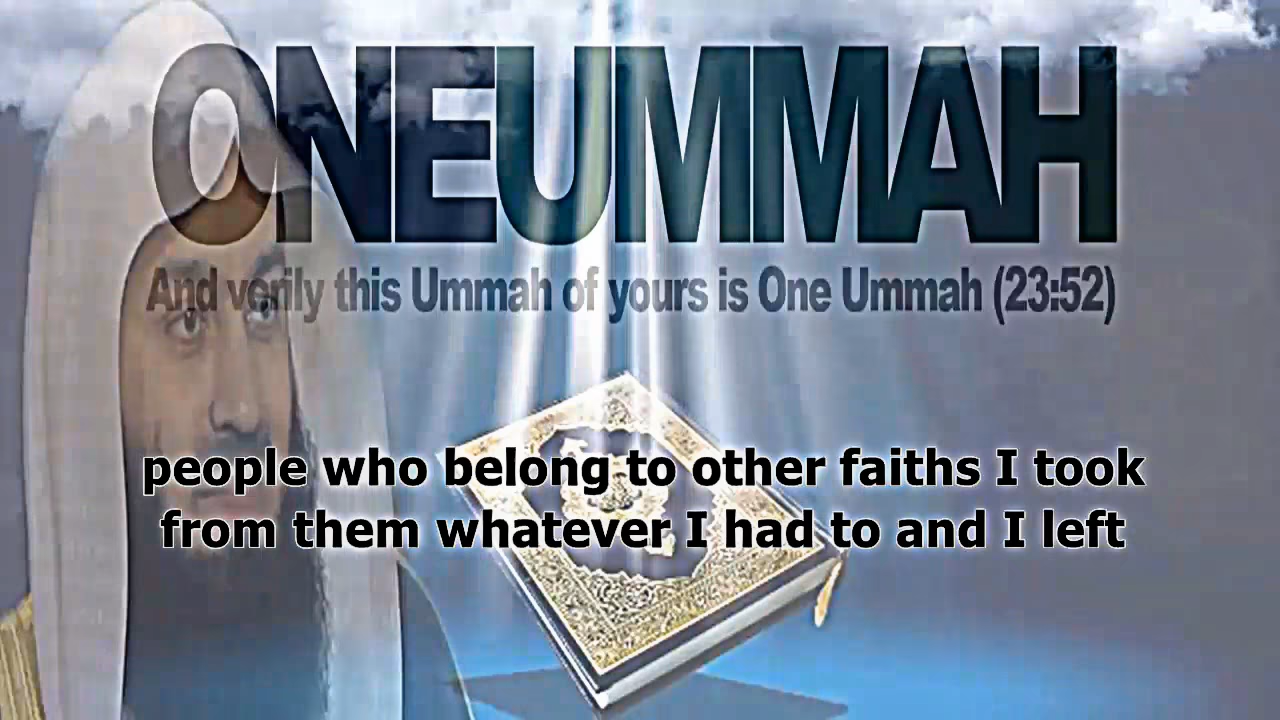 ONEUMMAH
And verily this Ummah of yours is One Ummah (23:52)
people who belong to other faiths I took
from them whatever I had to and I left